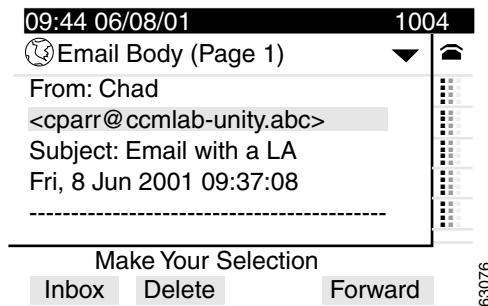 09:44 06/08/01 1004
Email Body (Page 1)
From: Chad
<cparr@ccmlab-unity.abc>
Subject: Email with a LA
Fri, 8 Jun 2001 09:37:08
--------------------------------------------
Make Your Selection
Inbox Delete Forward
63076